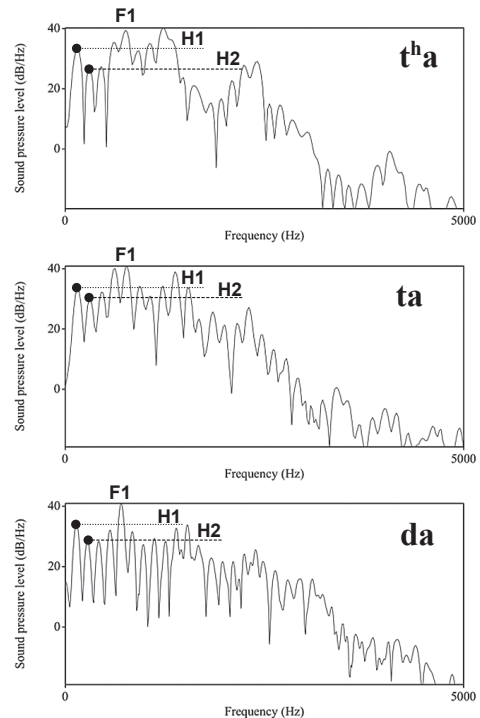 F1
40
H1
H2
tʰa
20
0
Sound pressure level (dB/Hz)
0
5000
Frequency (Hz)
F1
40
H1
H2
ta
20
0
Sound pressure level (dB/Hz)
0
5000
Frequency (Hz)
F1
40
H1
H2
da
20
0
Sound pressure level (dB/Hz)
0
5000
Frequency (Hz)